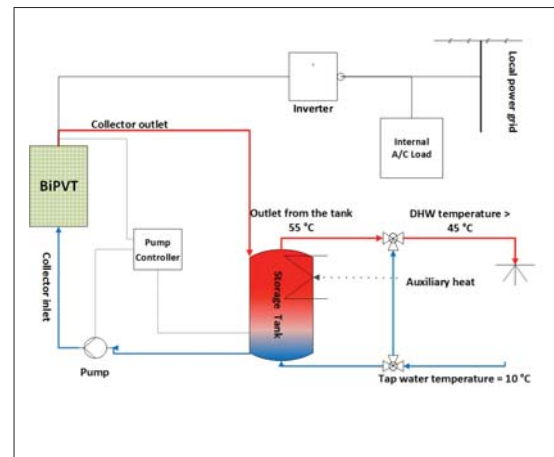 Local power grid
Inverter
Collector outlet
Internal
A/C Load
BiPVT
Outlet from the tank
55 °C
DHW temperature >
45 °C
Pump
Controller
Collector inlet
Storage Tank
Auxiliary heat
Pump
Tap water temperature = 10 °C